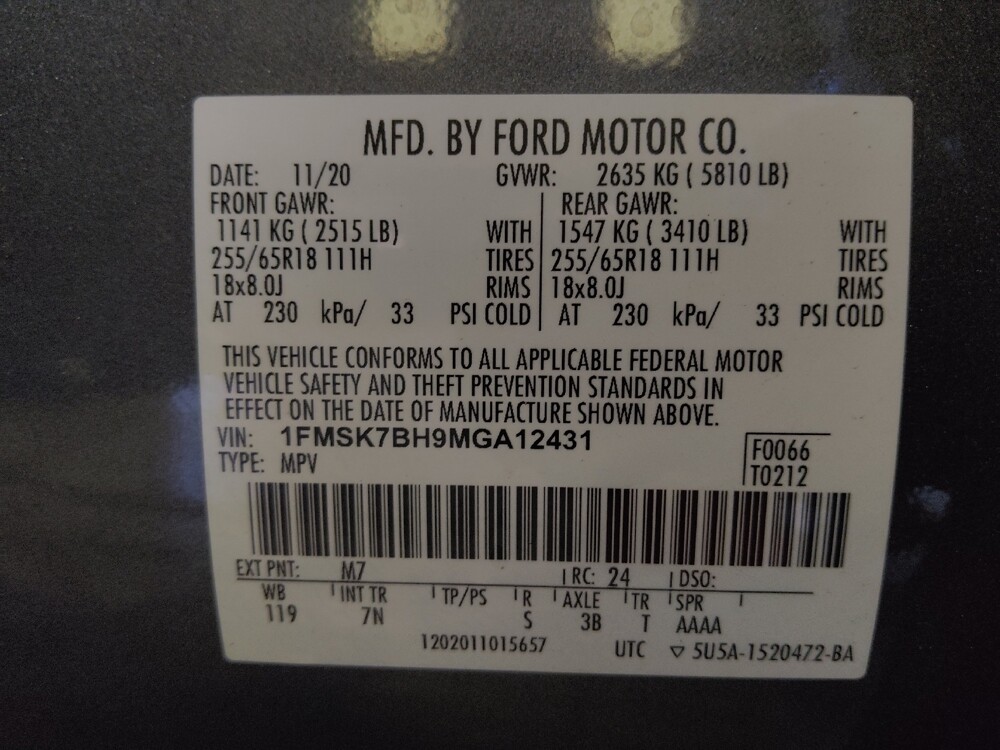 MFD. BY FORD MOTOR CO.
DATE: 11/20 GVWR: 2635 KG ( 5810 LB)
FRONT GAWR: REAR GAWR:
1141 KG ( 2515 LB) WITH 1547 KG ( 3410 LB) WITH
255/65R18 111H TIRES 255/65R18 111H TIRES
18x8.0J RIMS 18x8.0J RIMS
AT 230 kPa/ 33 PSI COLD AT 230 kPa/ 33 PSI COLD
THIS VEHICLE CONFORMS TO ALL APPLICABLE FEDERAL MOTOR
VEHICLE SAFETY AND THEFT PREVENTION STANDARDS IN
EFFECT ON THE DATE OF MANUFACTURE SHOWN ABOVE.
VIN: 1FMSK7BH9MGA12431 F0066
TYPE: MPV T0212
EXT PNT: M7 RC: 24 DSO:
WB INT TR TP/PS R AXLE TR SPR
119 7N S 3B T AAAA
1202011015657 UTC ▽ 5U5A-1520472-BA